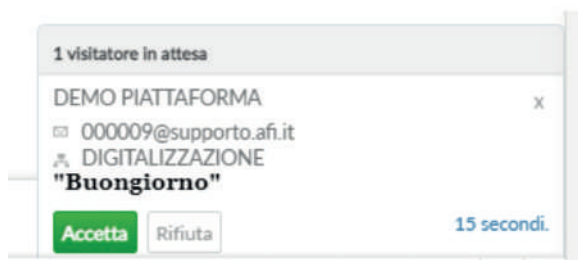 1 visitatore in attesa
DEMO PIATTAFORMA x
000009@supporto.afi.it
DIGITALIZZAZIONE
"Buongiorno"
Accetta Rifiuta 15 secondi.